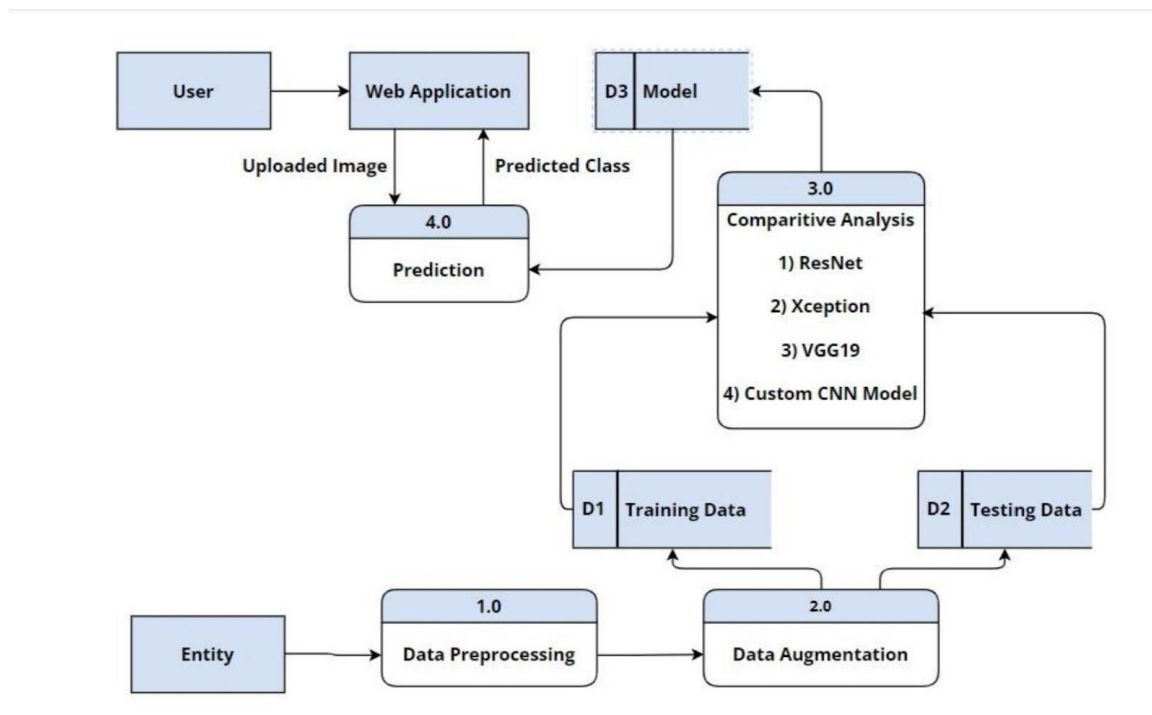 User
Web Application
D3 Model
Uploaded Image
Predicted Class
4.0
Prediction
3.0
Comparitive Analysis
1) ResNet
2) Xception
3) VGG19
4) Custom CNN Model
D1 Training Data
D2 Testing Data
Entity
1.0
Data Preprocessing
2.0
Data Augmentation